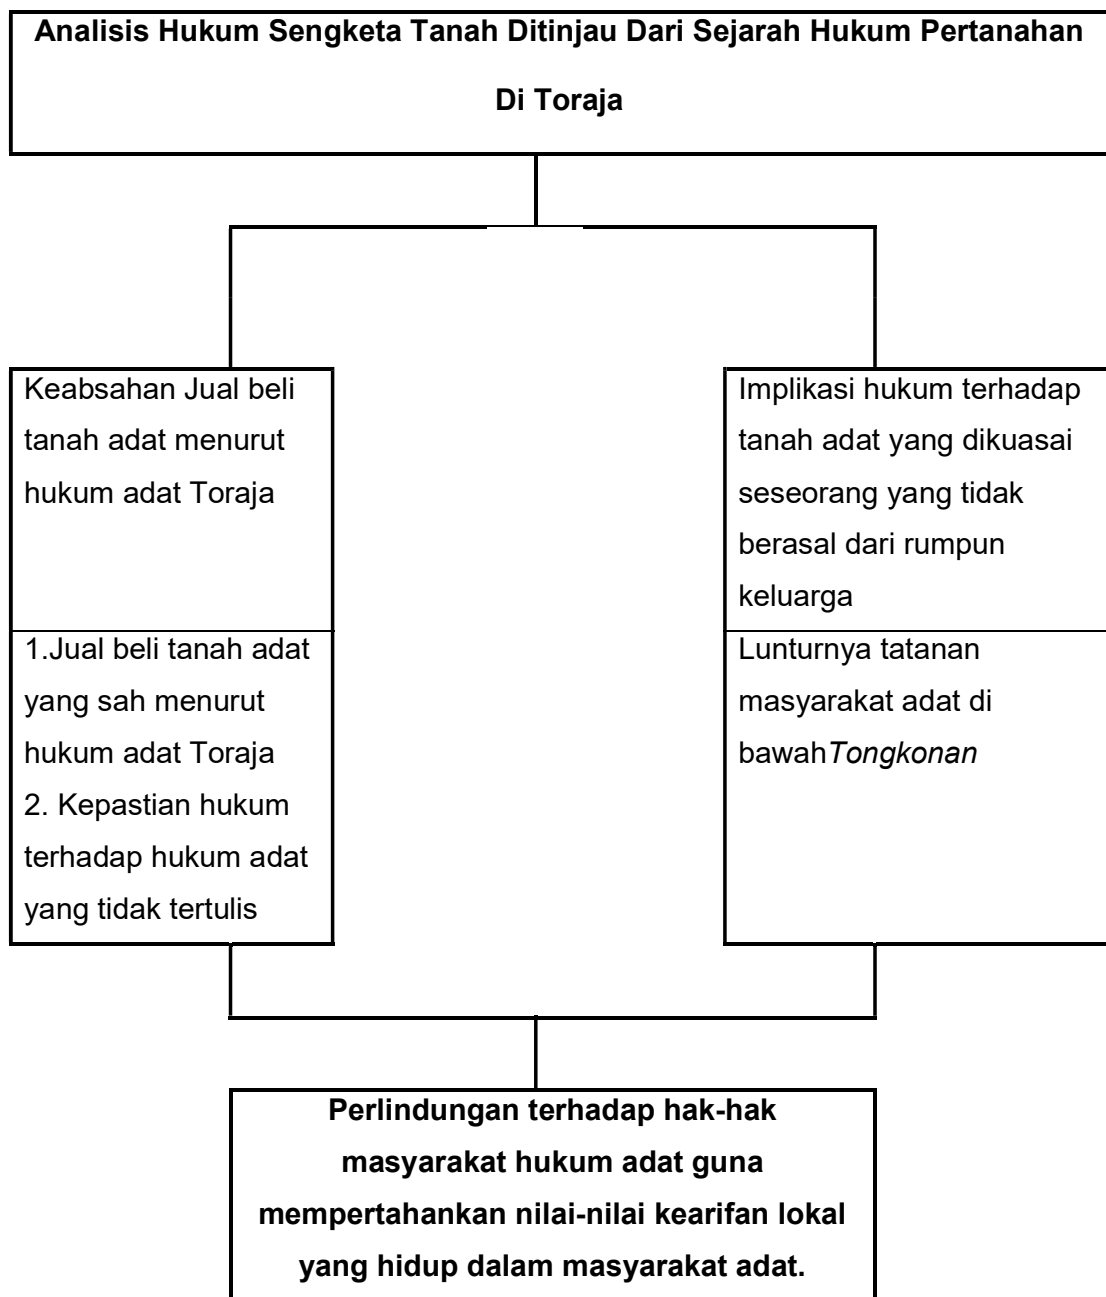 Analisis Hukum Sengketa Tanah Ditinjau Dari Sejarah Hukum Pertanahan
Di Toraja
Keabsahan Jual beli
tanah adat menurut
hukum adat Toraja
1.Jual beli tanah adat
yang sah menurut
hukum adat Toraja
2. Kepastian hukum
terhadap hukum adat
yang tidak tertulis
Implikasi hukum terhadap
tanah adat yang dikuasai
seseorang yang tidak
berasal dari rumpun
keluarga
Lunturnya tatanan
masyarakat adat di
bawahTongkonan
Perlindungan terhadap hak-hak
masyarakat hukum adat guna
mempertahankan nilai-nilai kearifan lokal
yang hidup dalam masyarakat adat.